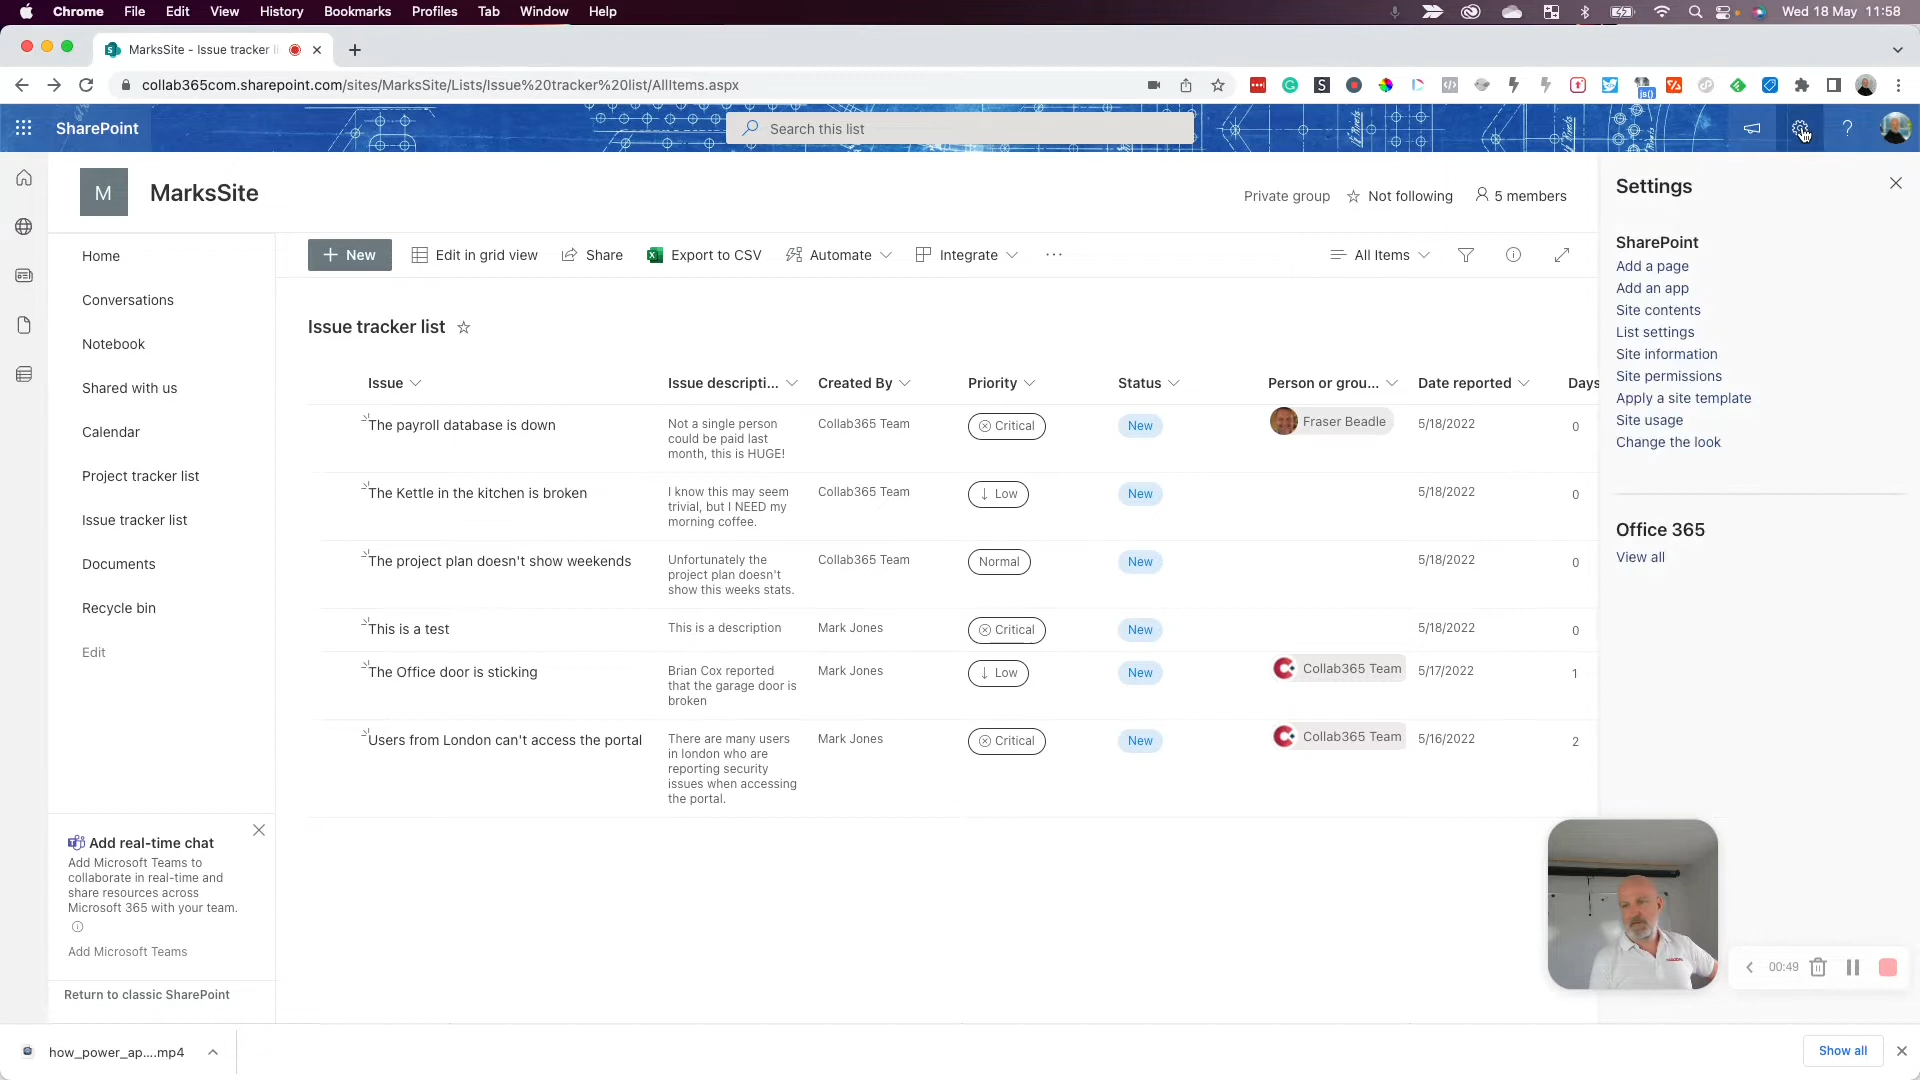 Chrome File Edit View History Bookmarks Profiles Tab Window Help Wed 18 May 11:58
MarksSite - Issue tracker li
collab365com.sharepoint.com/sites/MarksSite/Lists/Issue%20tracker%20list/AllItems.aspx
SharePoint
Search this list
M
MarksSite
Private group
Not following
5 members
Home
Conversations
Notebook
Shared with us
Calendar
Project tracker list
Issue tracker list
Documents
Recycle bin
Edit
Add real-time chat
Add Microsoft Teams to
collaborate in real-time and
share resources across
Microsoft 365 with your team.
Add Microsoft Teams
Return to classic SharePoint
New
Edit in grid view
Share
Export to CSV
Automate
Integrate
...
All Items
Issue tracker list
Issue Issue descripti... Created By Priority Status Person or grou... Date reported Days
The payroll database is down
Not a single person
could be paid last
month, this is HUGE!
Collab365 Team
Critical
New
Fraser Beadle
5/18/2022
0
The Kettle in the kitchen is broken
I know this may seem
trivial, but I NEED my
morning coffee.
Collab365 Team
Low
New
5/18/2022
0
The project plan doesn't show weekends
Unfortunately the
project plan doesn't
show this weeks stats.
Collab365 Team
Normal
New
5/18/2022
0
This is a test
This is a description
Mark Jones
Critical
New
5/18/2022
0
The Office door is sticking
Brian Cox reported
that the garage door is
broken
Mark Jones
Low
New
Collab365 Team
5/17/2022
1
Users from London can't access the portal
There are many users
in london who are
reporting security
issues when accessing
the portal.
Mark Jones
Critical
New
Collab365 Team
5/16/2022
2
Settings
SharePoint
Add a page
Add an app
Site contents
List settings
Site information
Site permissions
Apply a site template
Site usage
Change the look
Office 365
View all
00:49
how_power_ap....mp4
Show all